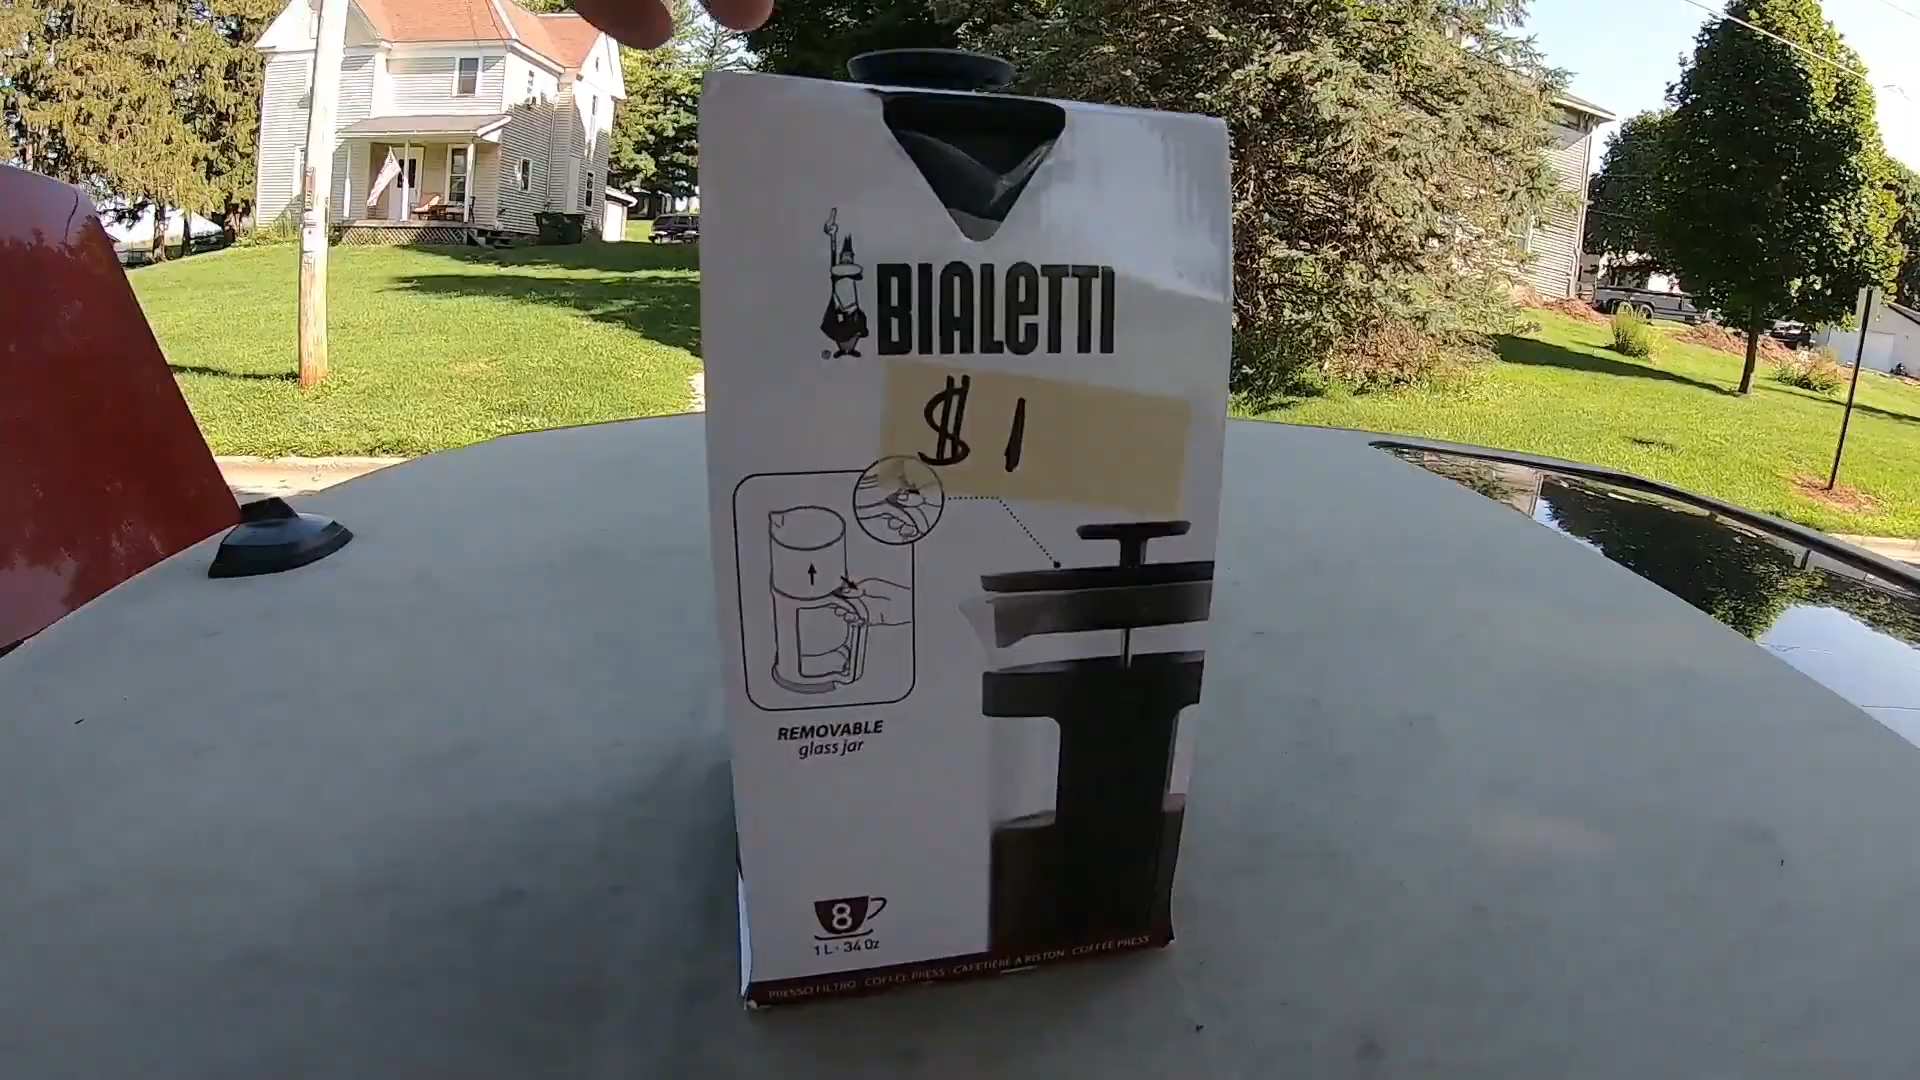 BIALETTI
$1
REMOVABLE
glass jar
8
1 L - 34 Oz
PRESSO FILTRO · COFFEE PRESS · CAFETIÈRE A PISTON · COFFEE PRESS